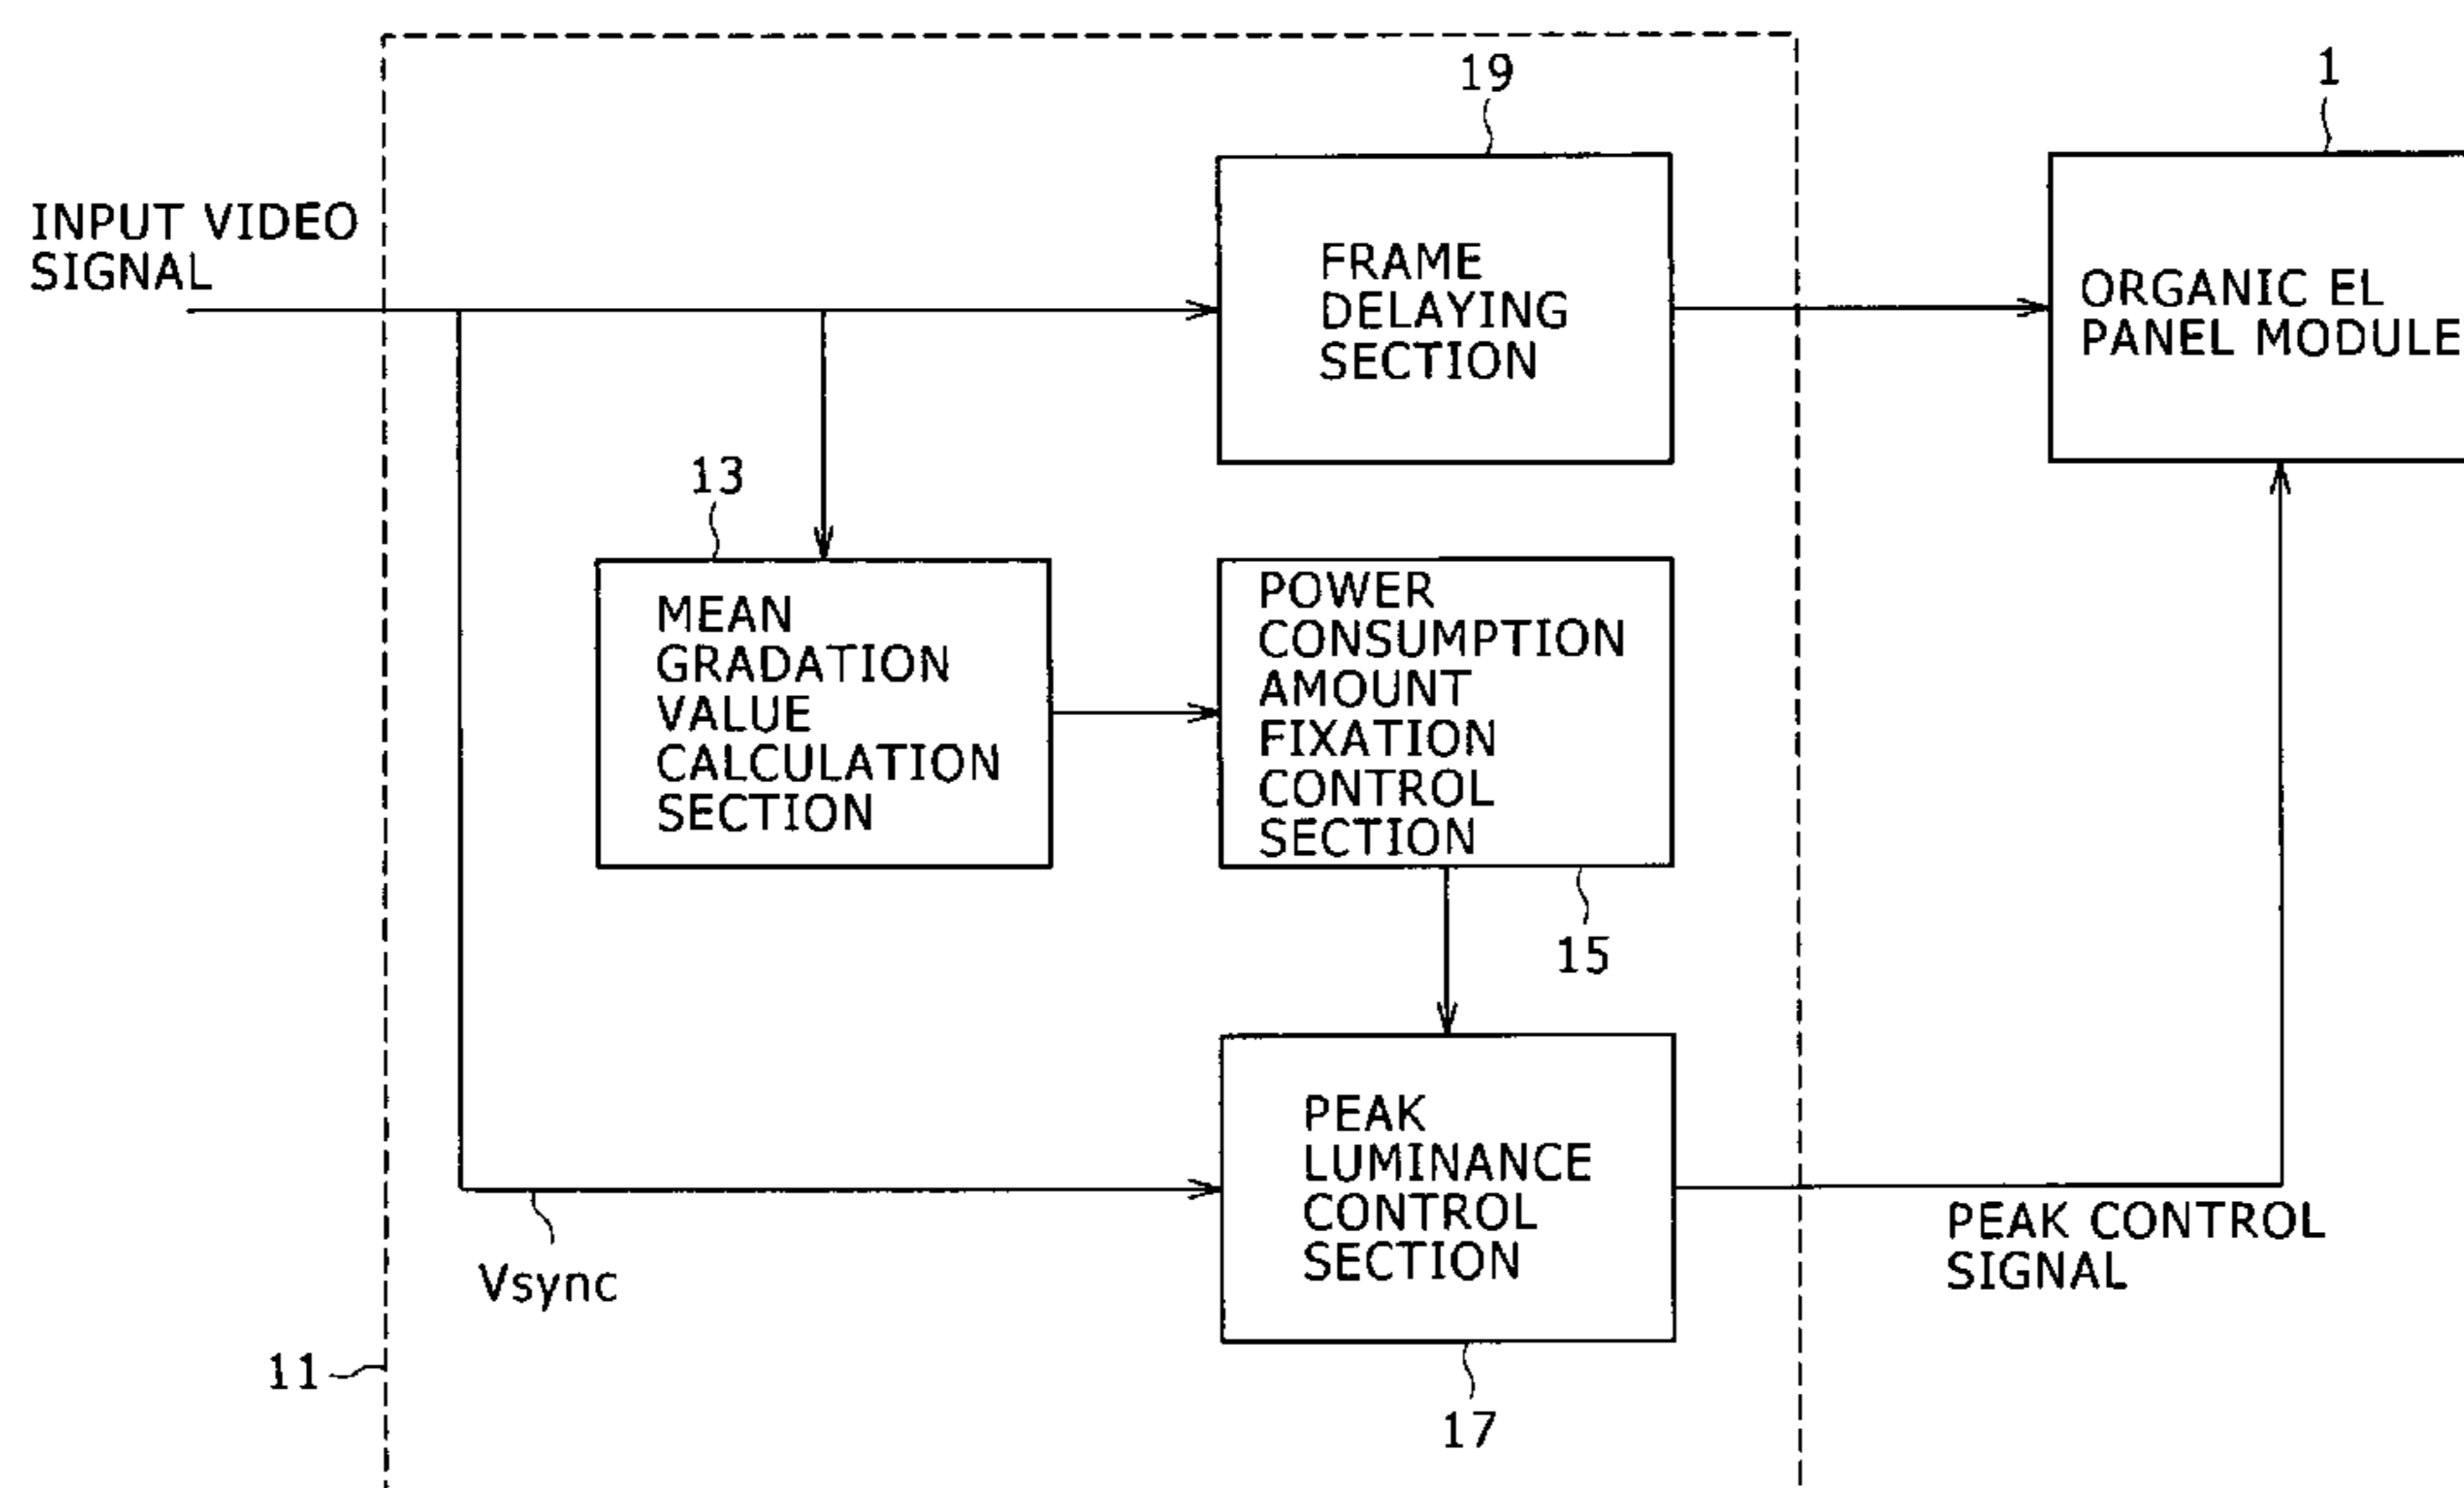 19
1
INPUT VIDEO
SIGNAL
FRAME
DELAYING
SECTION
ORGANIC EL
PANEL MODULE
13
MEAN
GRADATION
VALUE
CALCULATION
SECTION
POWER
CONSUMPTION
AMOUNT
FIXATION
CONTROL
SECTION
15
PEAK
LUMINANCE
CONTROL
SECTION
PEAK CONTROL
SIGNAL
Vsync
11
17